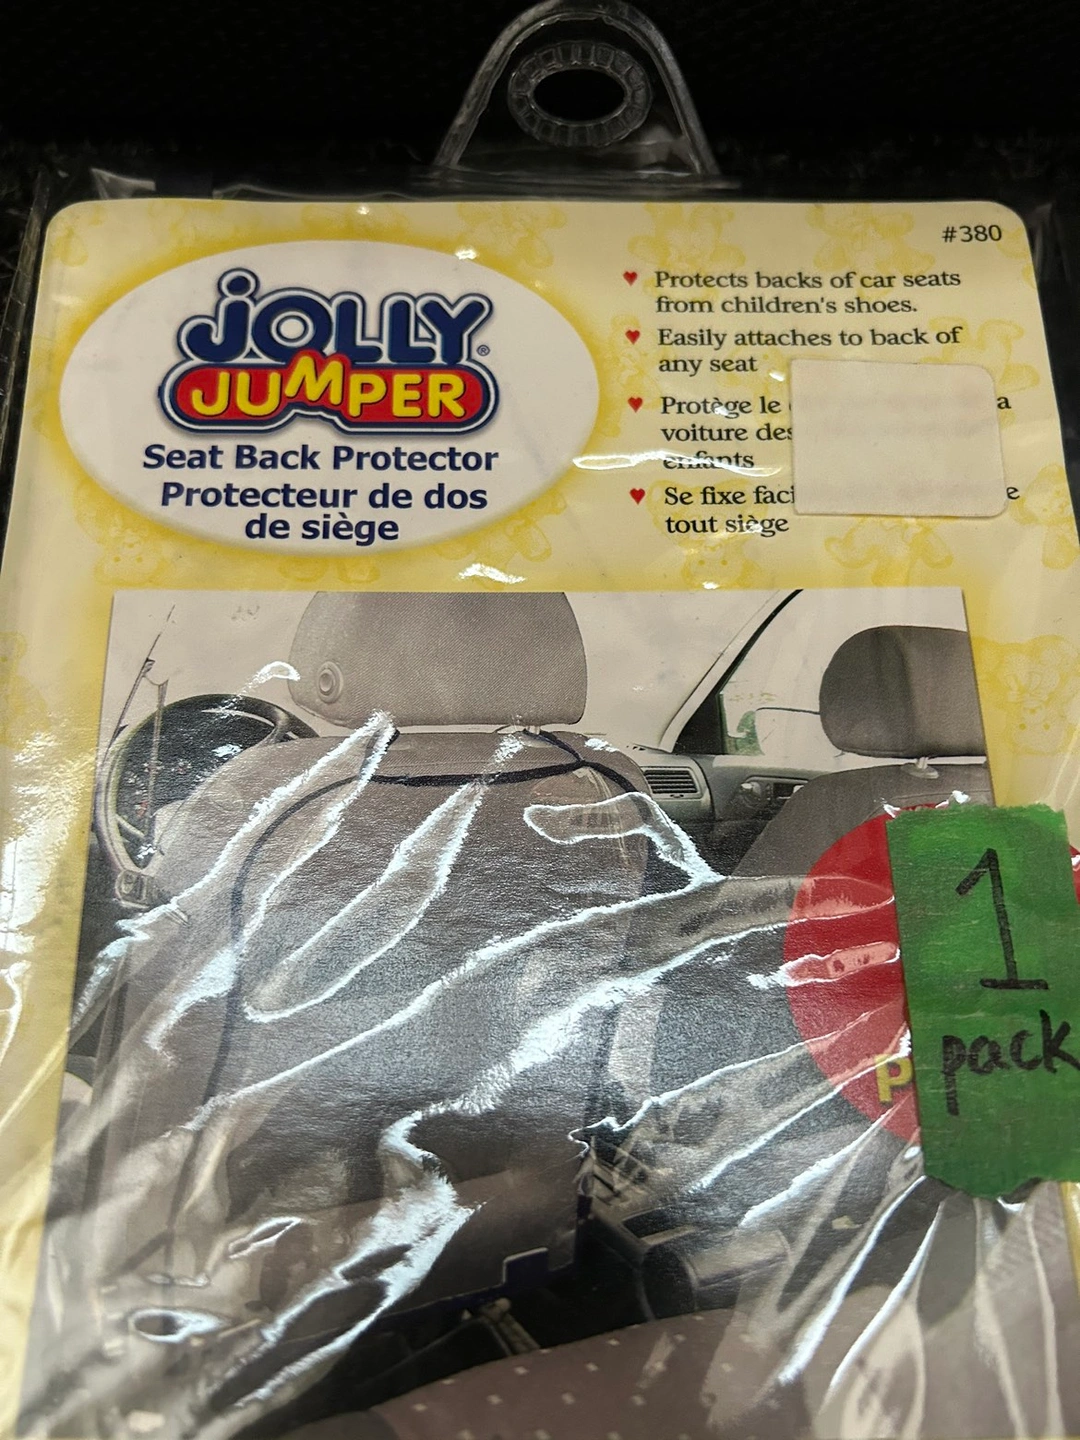 #380
JOLLY
JUMPER
®
Seat Back Protector
Protecteur de dos
de siège
Protects backs of car seats
from children's shoes.
Easily attaches to back of
any seat
Protège le
voiture des
enfants
Se fixe
tout siège
1
pack